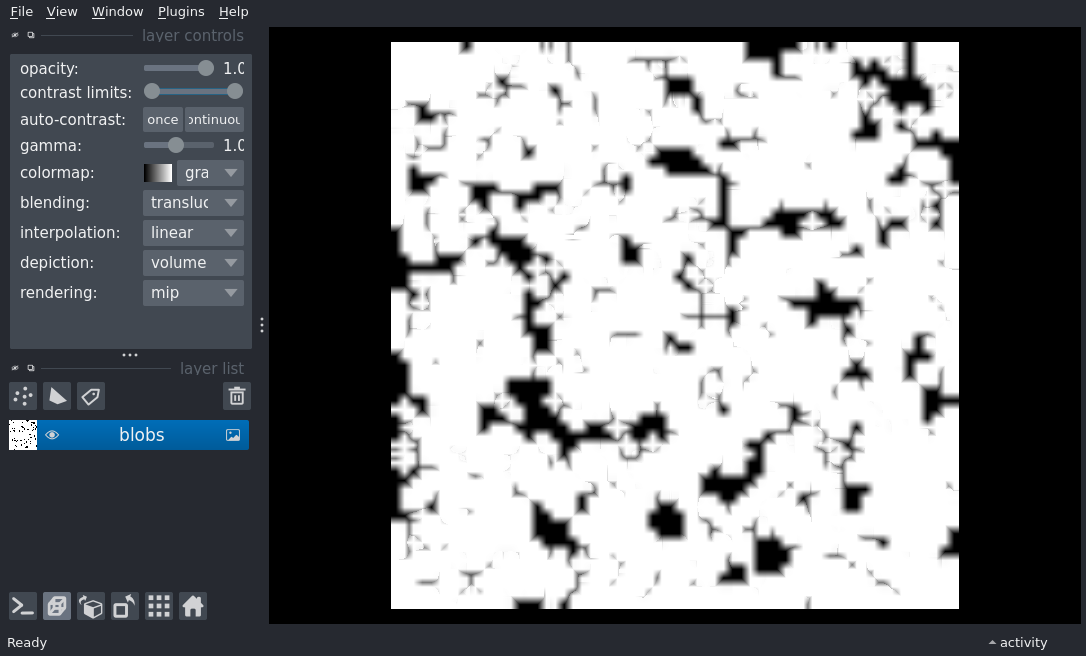 File View Window Plugins Help
layer controls
opacity: 1.0
contrast limits:
auto-contrast: once ontinuou
gamma: 1.0
colormap: gra
blending: transluc
interpolation: linear
depiction: volume
rendering: mip
layer list
blobs
Ready
activity